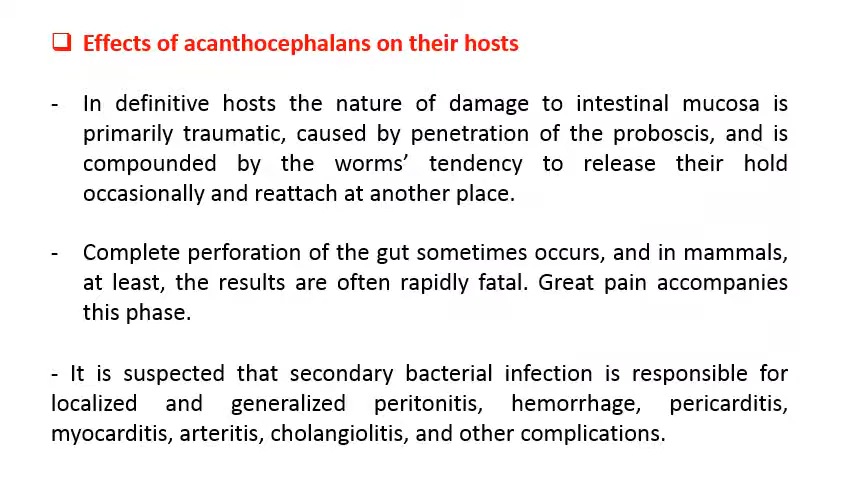 ❑ Effects of acanthocephalans on their hosts
- In definitive hosts the nature of damage to intestinal mucosa is
primarily traumatic, caused by penetration of the proboscis, and is
compounded by the worms’ tendency to release their hold
occasionally and reattach at another place.
- Complete perforation of the gut sometimes occurs, and in mammals,
at least, the results are often rapidly fatal. Great pain accompanies
this phase.
- It is suspected that secondary bacterial infection is responsible for
localized and generalized peritonitis, hemorrhage, pericarditis,
myocarditis, arteritis, cholangiolitis, and other complications.